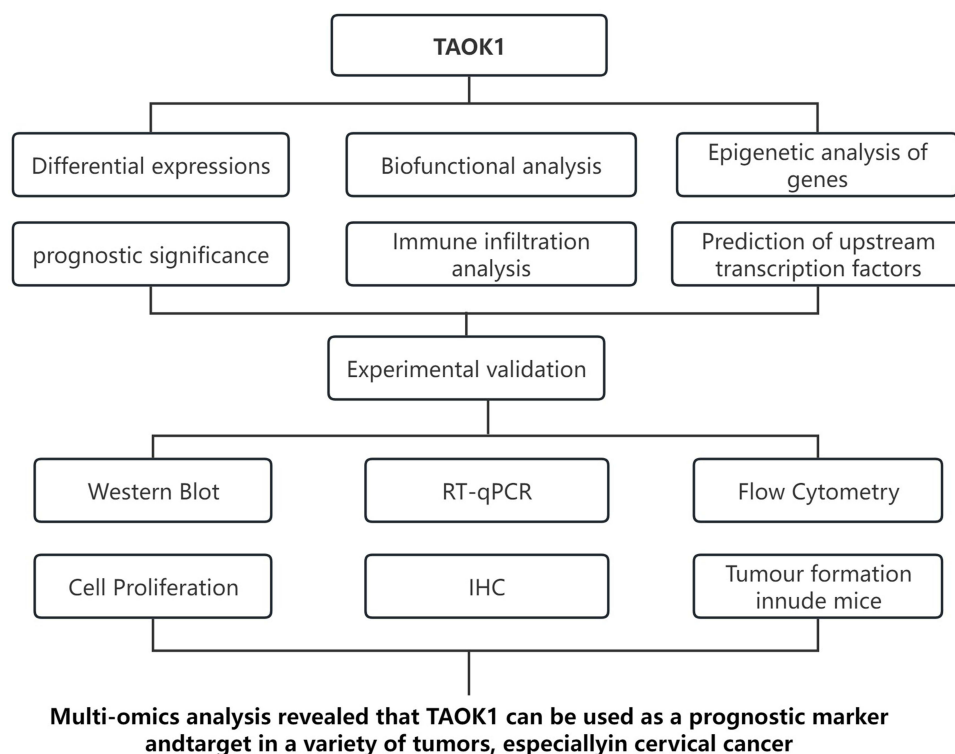 TAOK1
Differential expressions
Biofunctional analysis
Epigenetic analysis of
genes
prognostic significance
Immune infiltration
analysis
Prediction of upstream
transcription factors
Experimental validation
Western Blot
RT-qPCR
Flow Cytometry
Cell Proliferation
IHC
Tumour formation
innude mice
Multi-omics analysis revealed that TAOK1 can be used as a prognostic marker
andtarget in a variety of tumors, especiallyin cervical cancer